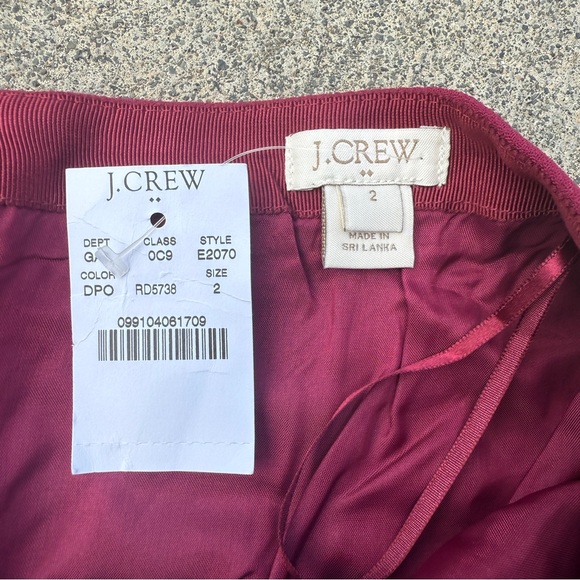 J.CREW
DEPT CLASS STYLE
0C9 E2070
COLOR SIZE
DPO RD5738 2
099104061709
J.CREW.
2
MADE IN
SRI LANKA